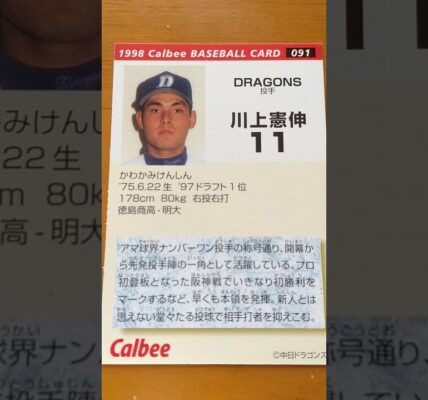 1998 Calbee BASEBALL CARD 091
DRAGONS
投手
川上憲伸
11
かわかみけんしん
'75.6.22生 '97ドラフト1位
178cm 80kg 右投右打
徳島商高-明大
アマ球界ナンバーワン投手の称号通り、開幕か
ら先発投手陣の一角として活躍している。プロ
初登板となった阪神戦でいきなり初勝利を
マークするなど、早くも本領を発揮。新人とは
思えない堂々たる投球で相手打者を抑えこむ。
Calbee
©中日ドラゴンズ